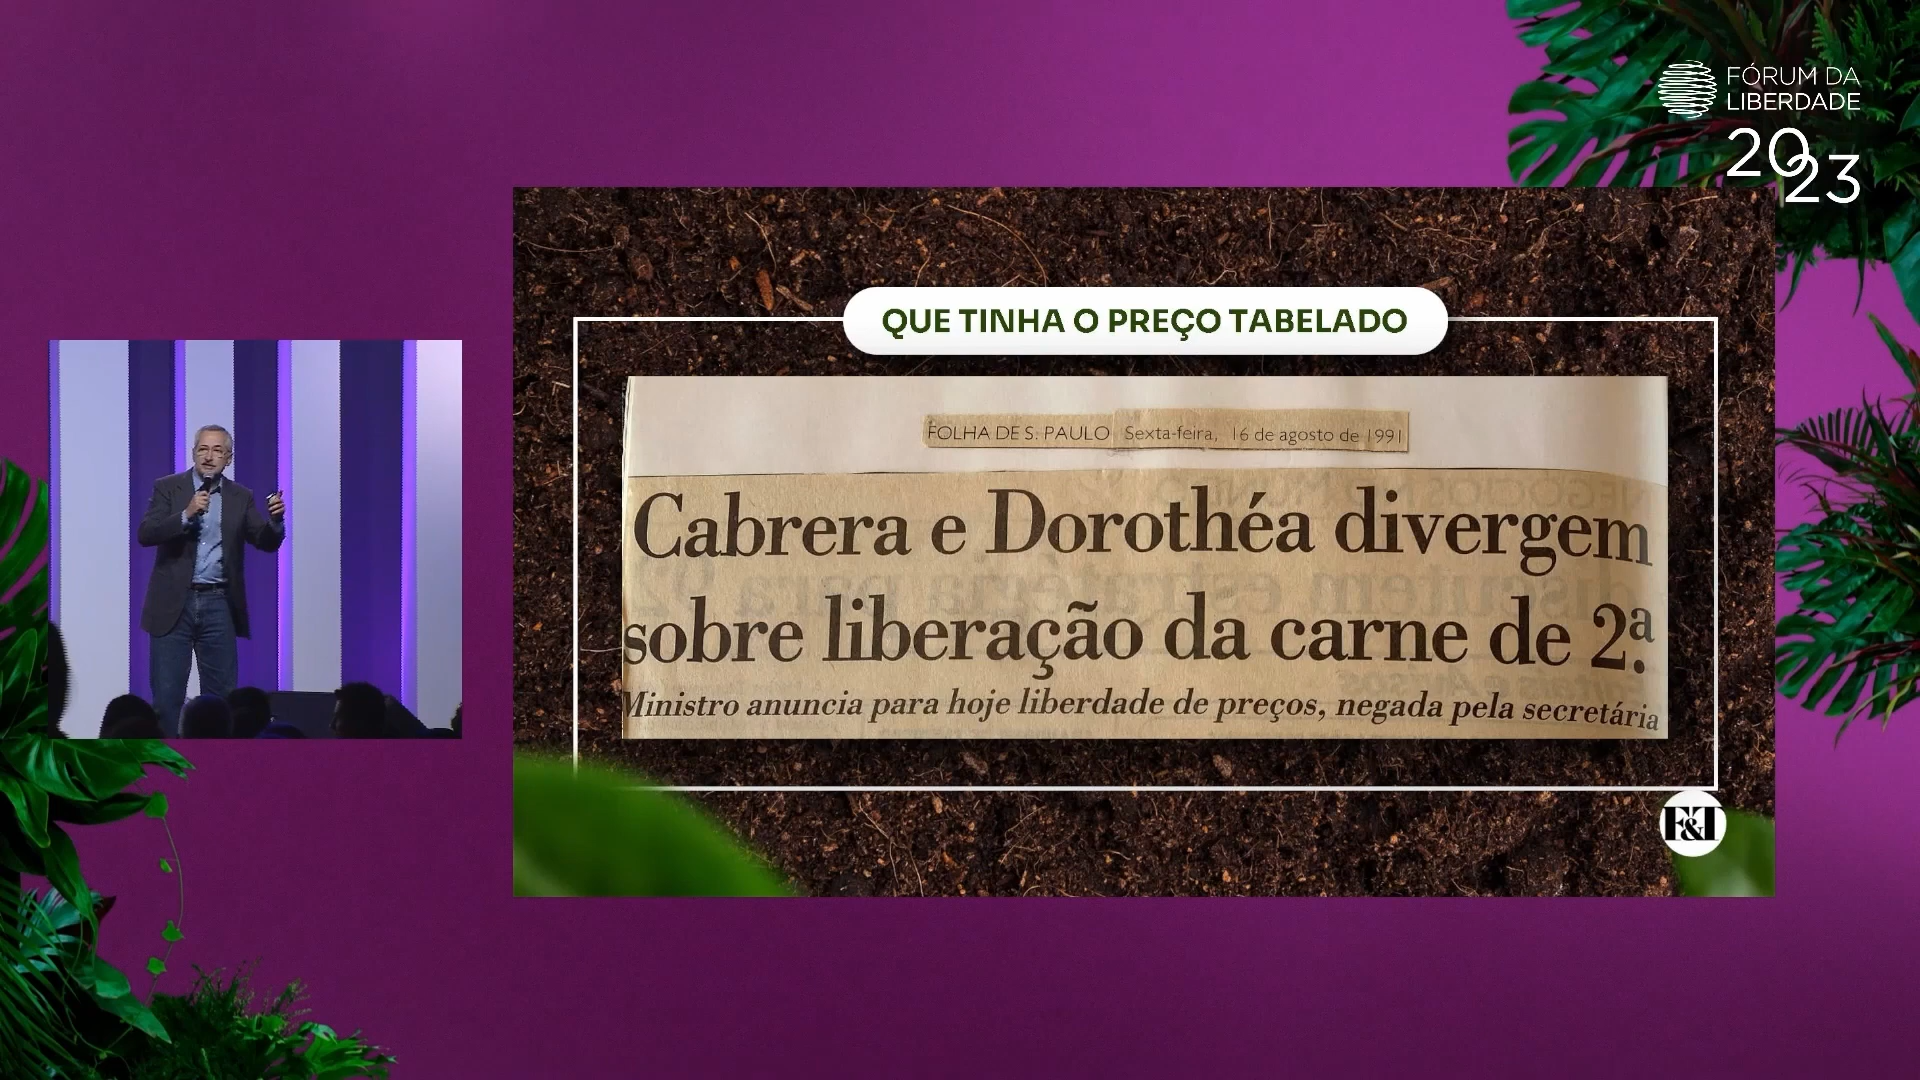 FÓRUM DA
LIBERDADE
2023
QUE TINHA O PREÇO TABELADO
FOLHA DE S. PAULO Sexta-feira, 16 de agosto de 1991
Cabrera e Dorothéa divergem
sobre liberação da carne de 2.ª
Ministro anuncia para hoje liberdade de preços, negada pela secretária
F&T